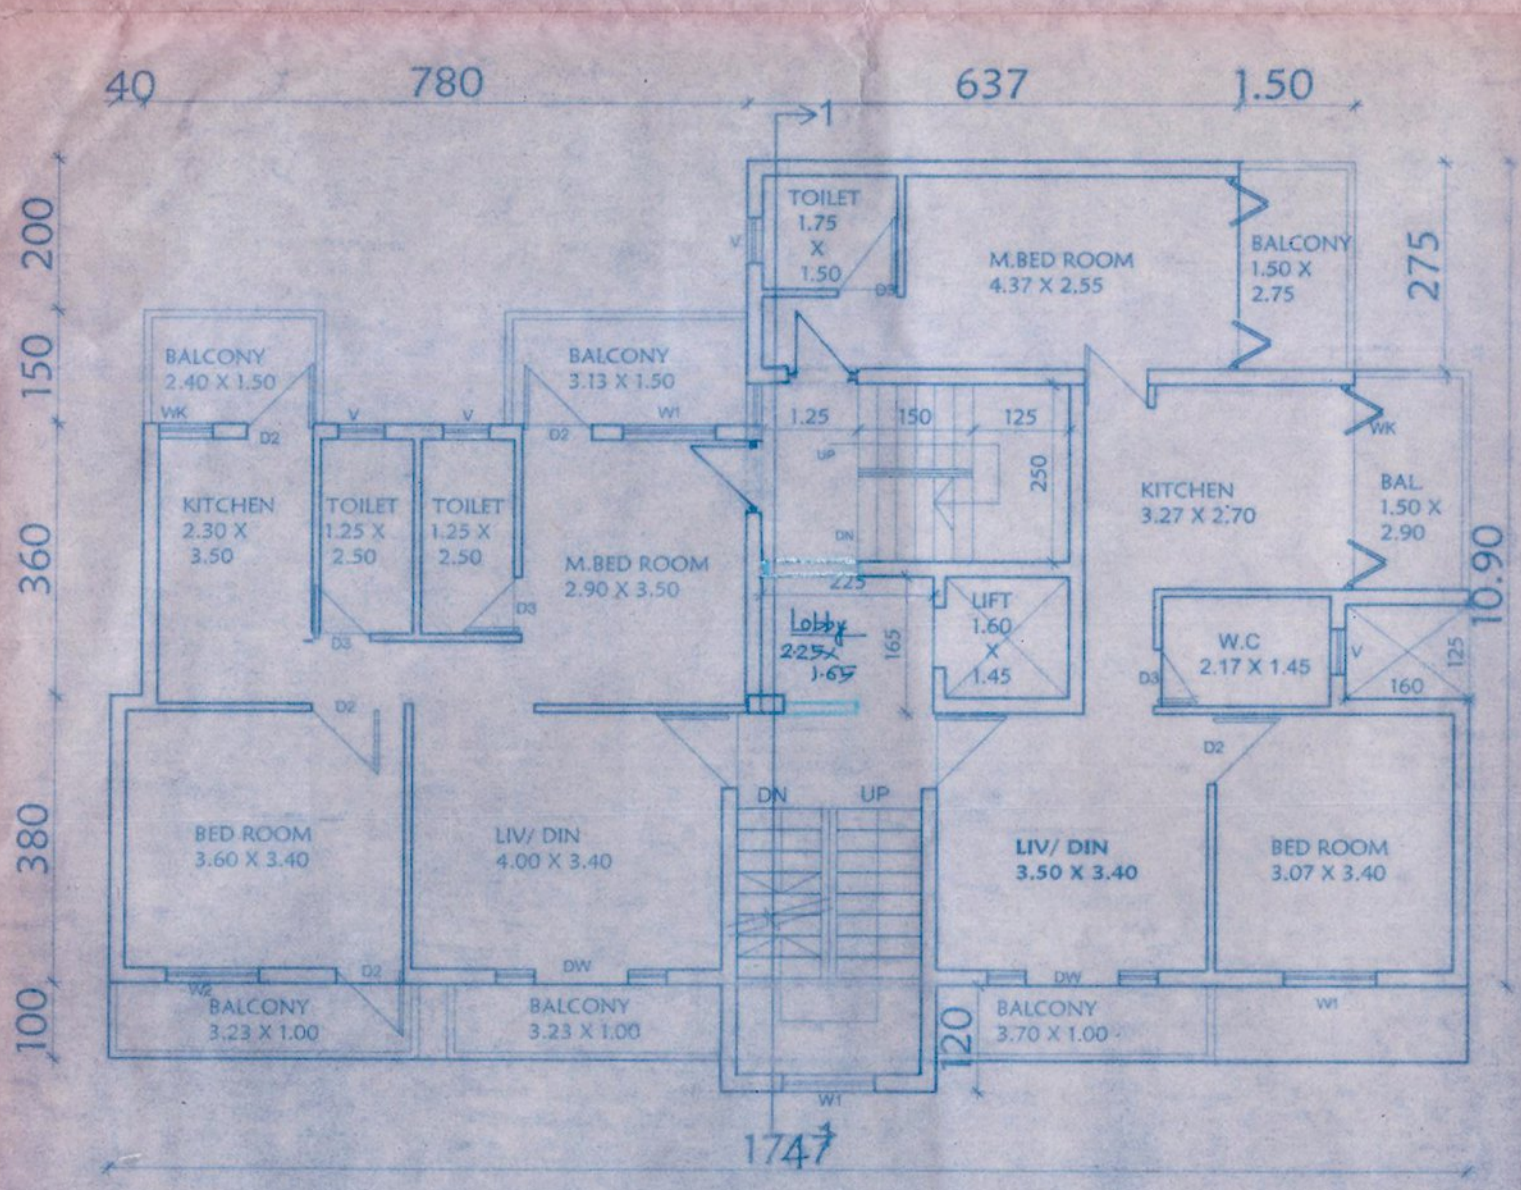 40
780
637
1.50
1
TOILET
1.75
X
1.50
V
D3
M.BED ROOM
4.37 X 2.55
BALCONY
1.50 X
2.75
275
200
150
360
380
100
BALCONY
2.40 X 1.50
WK
D2
V
V
BALCONY
3.13 X 1.50
D2
W1
1.25
150
125
UP
DN
250
225
WK
KITCHEN
2.30 X
3.50
TOILET
1.25 X
2.50
TOILET
1.25 X
2.50
D3
D3
M.BED ROOM
2.90 X 3.50
KITCHEN
3.27 X 2.70
BAL.
1.50 X
2.90
10.90
Lobby
2.25x
1.65
165
LIFT
1.60
X
1.45
W.C
2.17 X 1.45
D3
V
125
160
D2
D2
DN
UP
BED ROOM
3.60 X 3.40
LIV/ DIN
4.00 X 3.40
LIV/ DIN
3.50 X 3.40
BED ROOM
3.07 X 3.40
W2
D2
DW
DW
W1
BALCONY
3.23 X 1.00
BALCONY
3.23 X 1.00
120
BALCONY
3.70 X 1.00
W1
1
1747